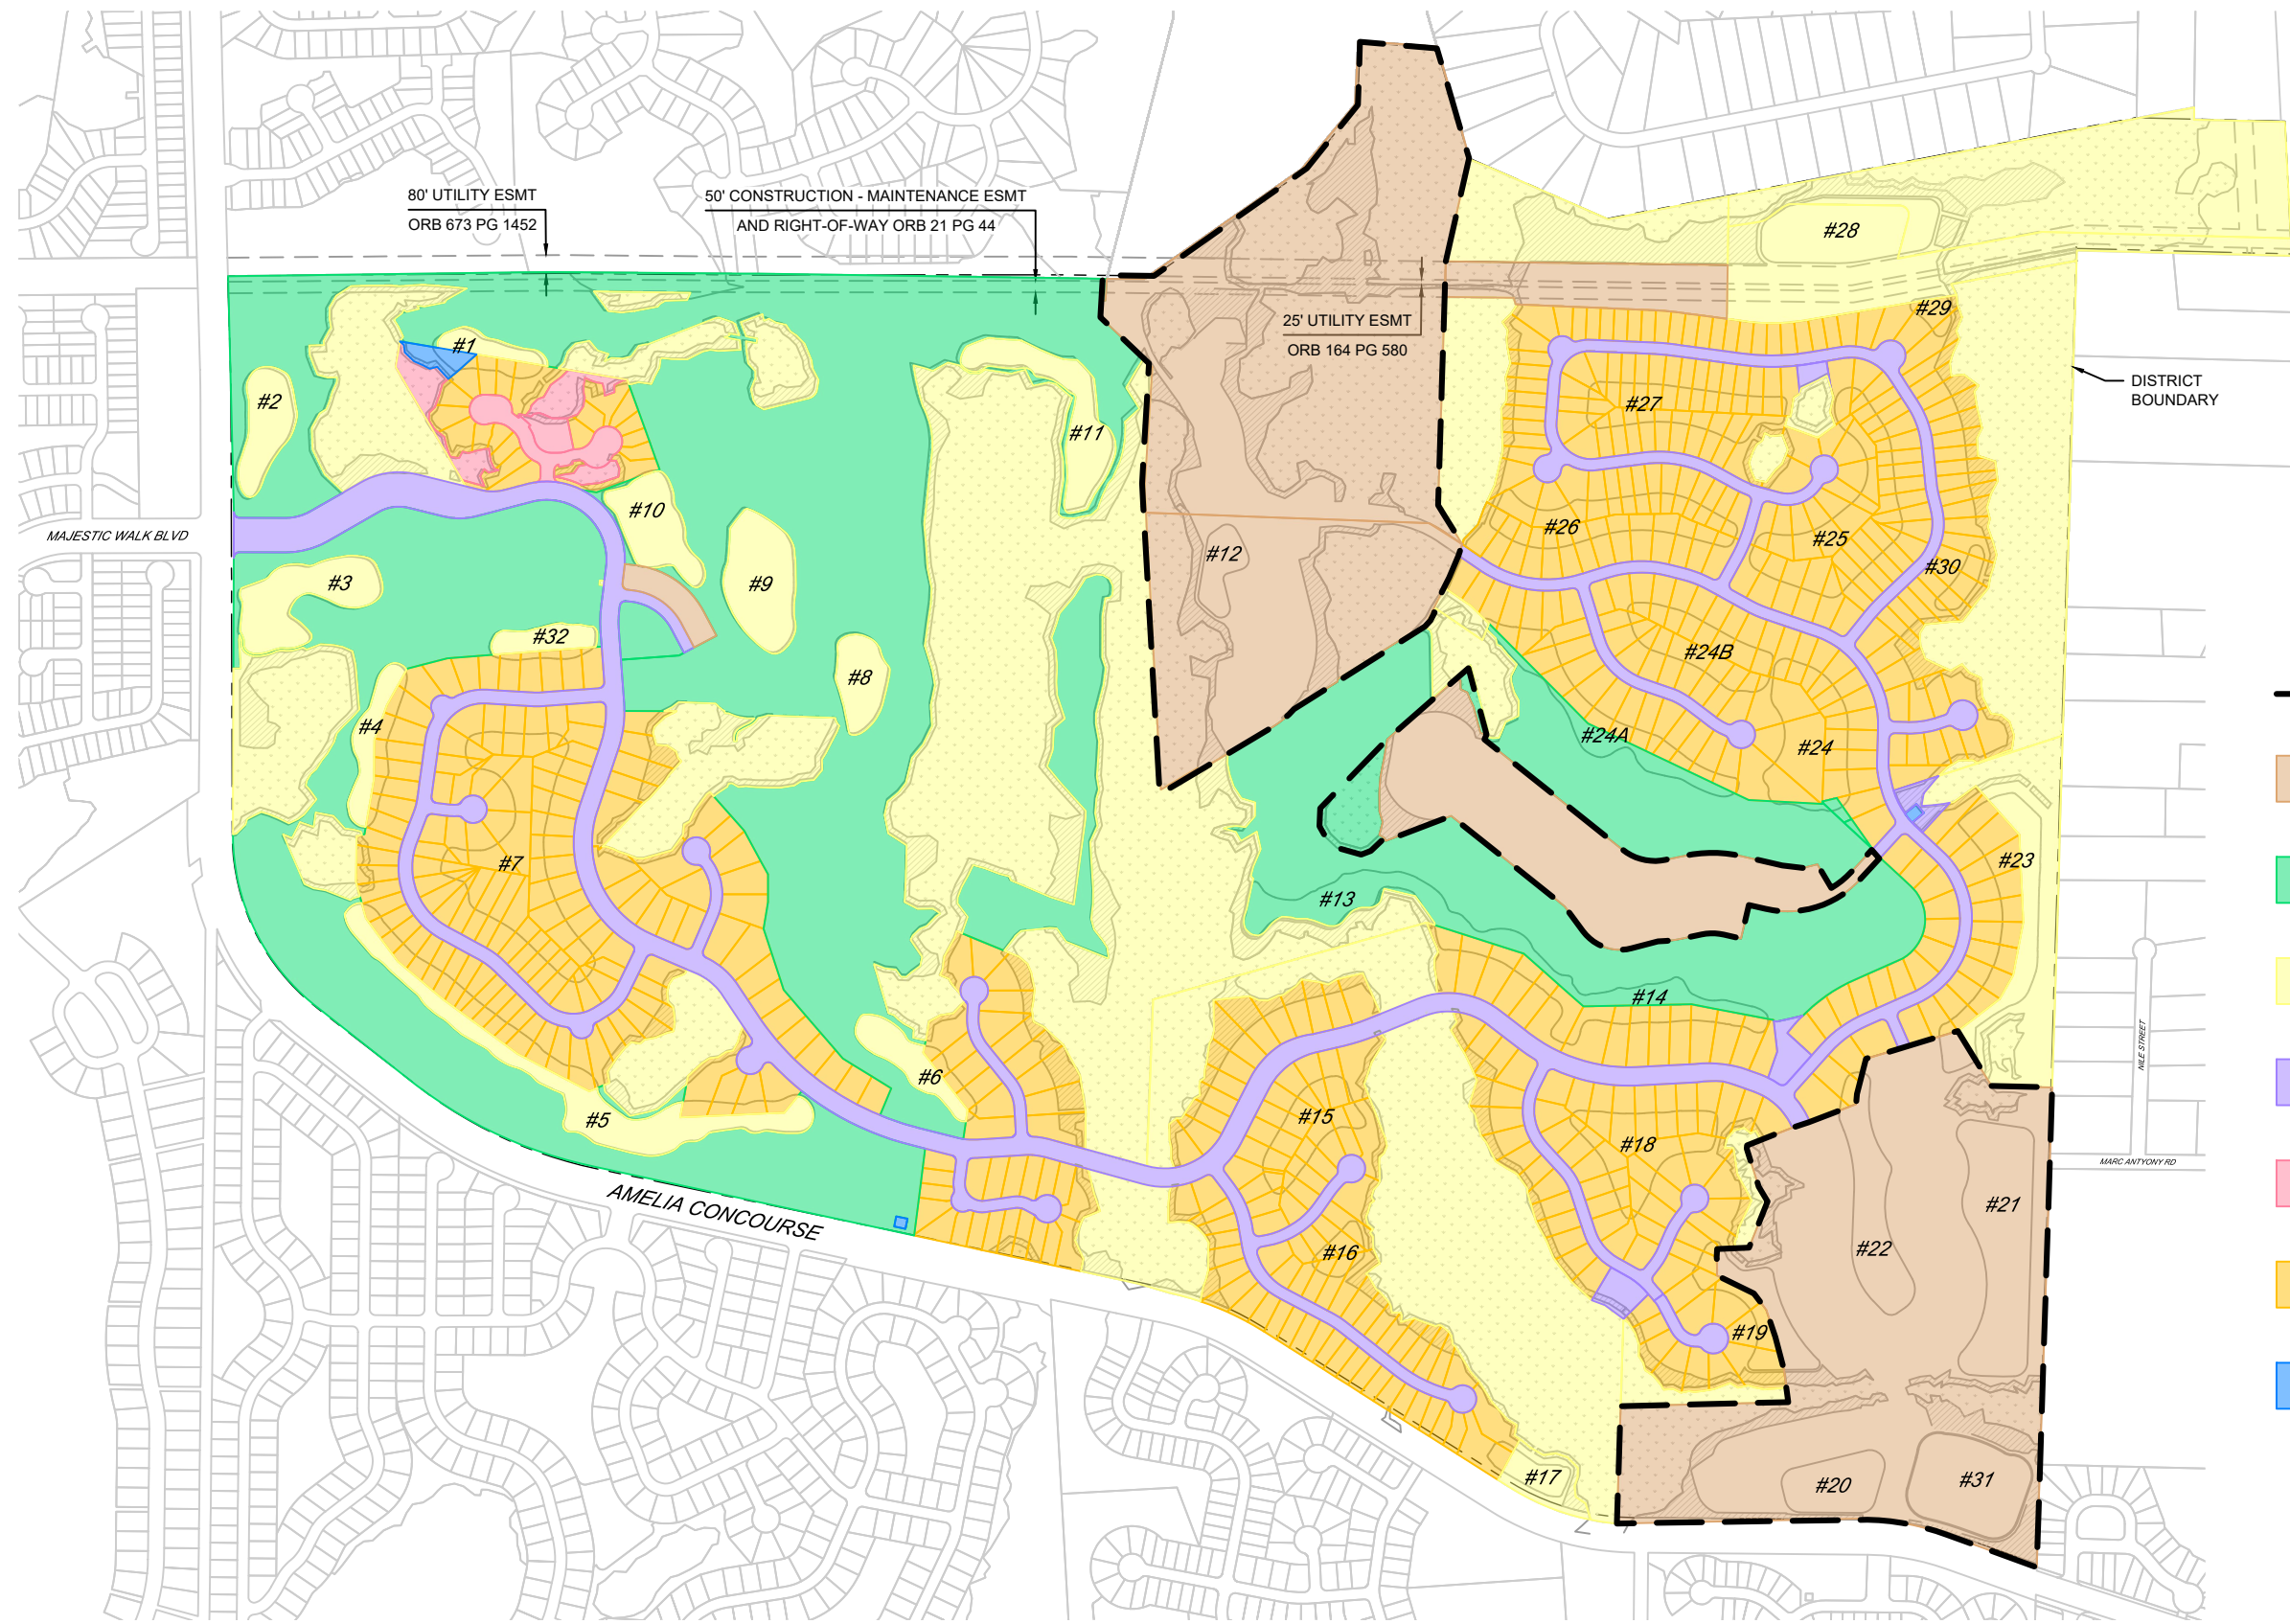 80' UTILITY ESMT
ORB 673 PG 1452
50' CONSTRUCTION - MAINTENANCE ESMT
AND RIGHT-OF-WAY ORB 21 PG 44
#28
25' UTILITY ESMT
ORB 164 PG 580
#29
#1
DISTRICT
BOUNDARY
#2
#27
#11
#10
#26
MAJESTIC WALK BLVD
#25
#12
#3
#9
#30
#32
#24B
#8
#4
#24A
#24
#7
#23
#13
#14
NILE STREET
#6
#15
#5
#18
MARC ANTYONY RD
AMELIA CONCOURSE
#21
#16
#22
#19
#17
#20
#31